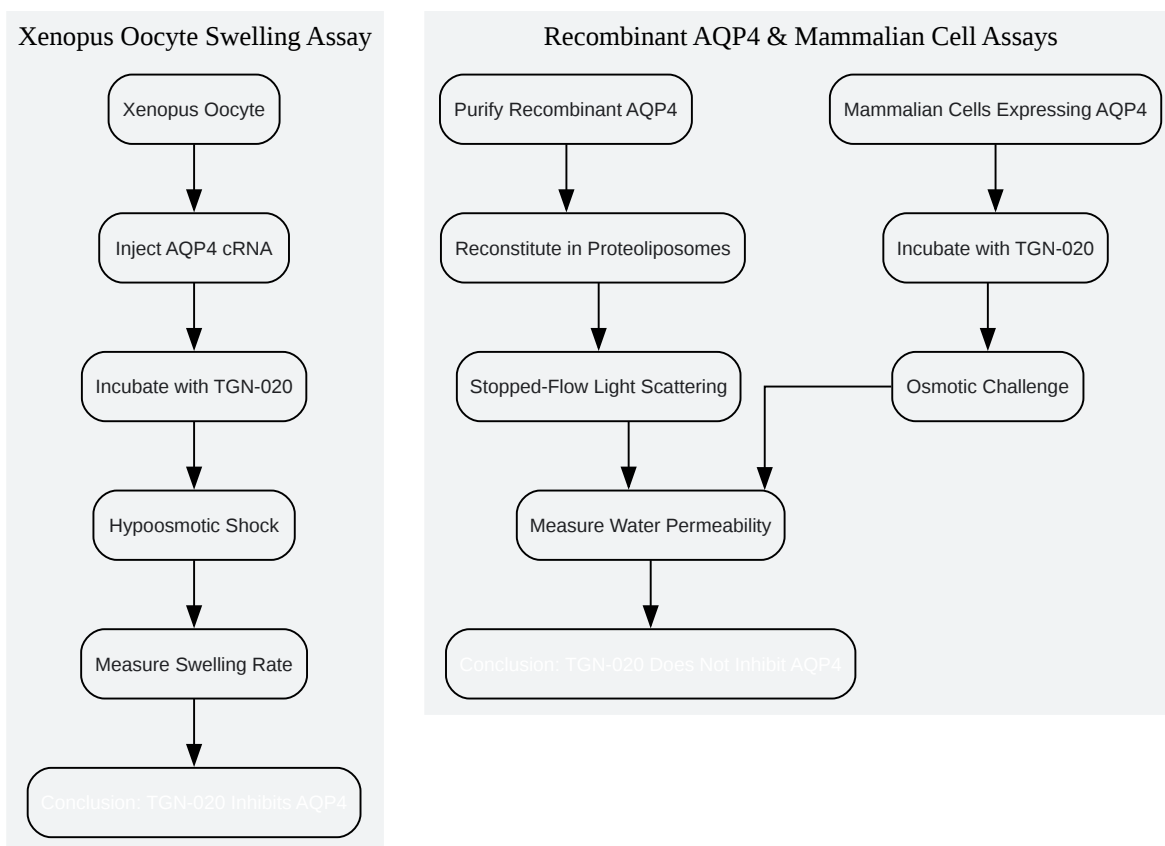 Xenopus Oocyte Swelling Assay
Xenopus Oocyte
Inject AQP4 cRNA
Incubate with TGN-020
Hypoosmotic Shock
Measure Swelling Rate
Conclusion: TGN-020 Inhibits AQP4
Recombinant AQP4 & Mammalian Cell Assays
Purify Recombinant AQP4
Reconstitute in Proteoliposomes
Stopped-Flow Light Scattering
Mammalian Cells Expressing AQP4
Incubate with TGN-020
Osmotic Challenge
Measure Water Permeability
Conclusion: TGN-020 Does Not Inhibit AQP4